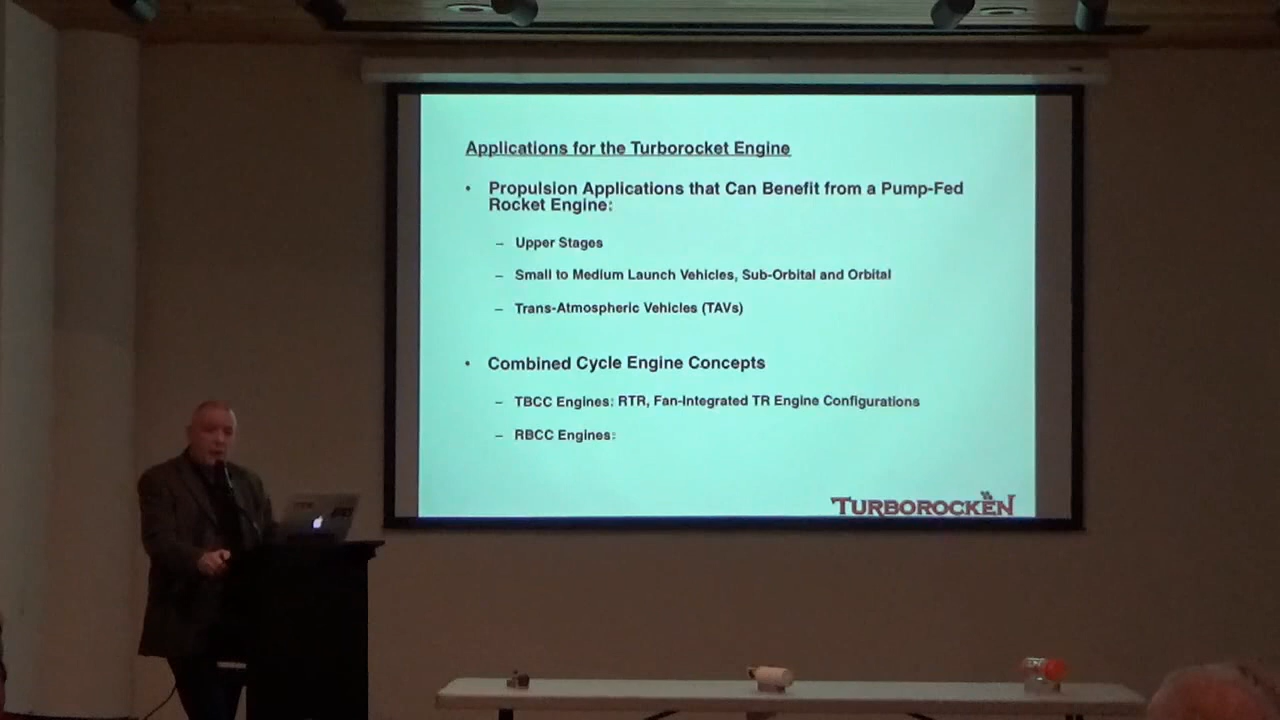 Applications for the Turborocket Engine
• Propulsion Applications that Can Benefit from a Pump-Fed
Rocket Engine:
– Upper Stages
– Small to Medium Launch Vehicles, Sub-Orbital and Orbital
– Trans-Atmospheric Vehicles (TAVs)
• Combined Cycle Engine Concepts
– TBCC Engines: RTR, Fan-Integrated TR Engine Configurations
– RBCC Engines:
TURBOROCKËN